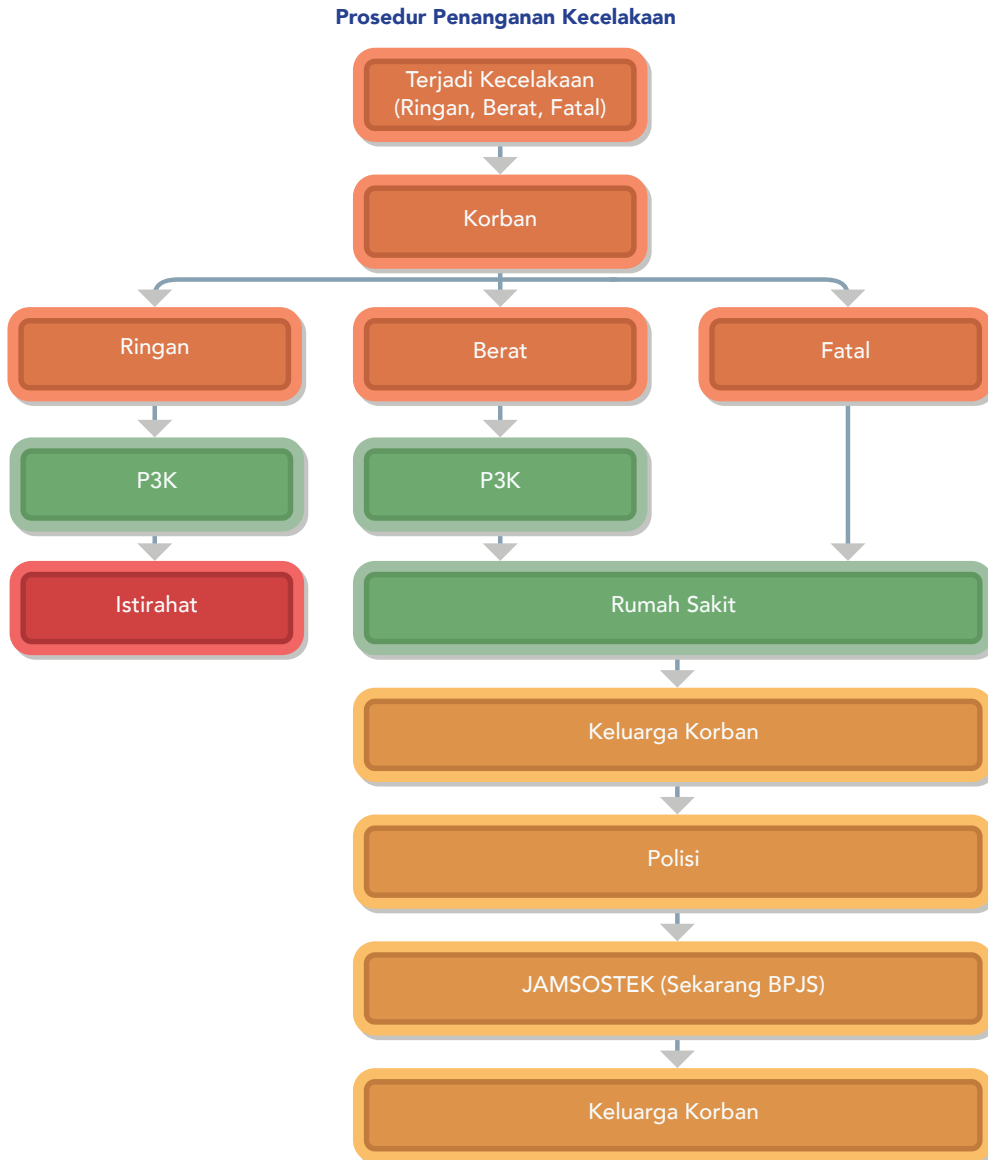 Prosedur Penanganan Kecelakaan
Terjadi Kecelakaan
(Ringan, Berat, Fatal)
Korban
Ringan
Berat
Fatal
P3K
P3K
Istirahat
Rumah Sakit
Keluarga Korban
Polisi
JAMSOSTEK (Sekarang BPJS)
Keluarga Korban